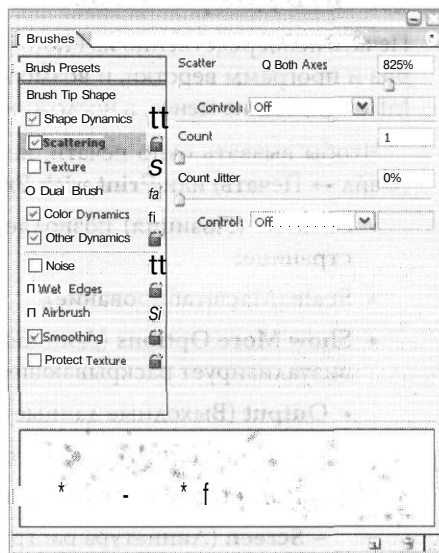 Brushes
Brush Presets
Brush Tip Shape
Shape Dynamics
Scattering
Texture
Dual Brush
Color Dynamics
Other Dynamics
Noise
Wet Edges
Airbrush
Smoothing
Protect Texture
Scatter Both Axes 825%
Control: Off
Count 1
Count Jitter 0%
Control: Off